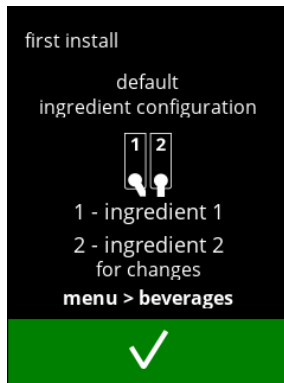 first install
default
ingredient configuration
1 2
1 - ingredient 1
2 - ingredient 2
for changes
menu > beverages